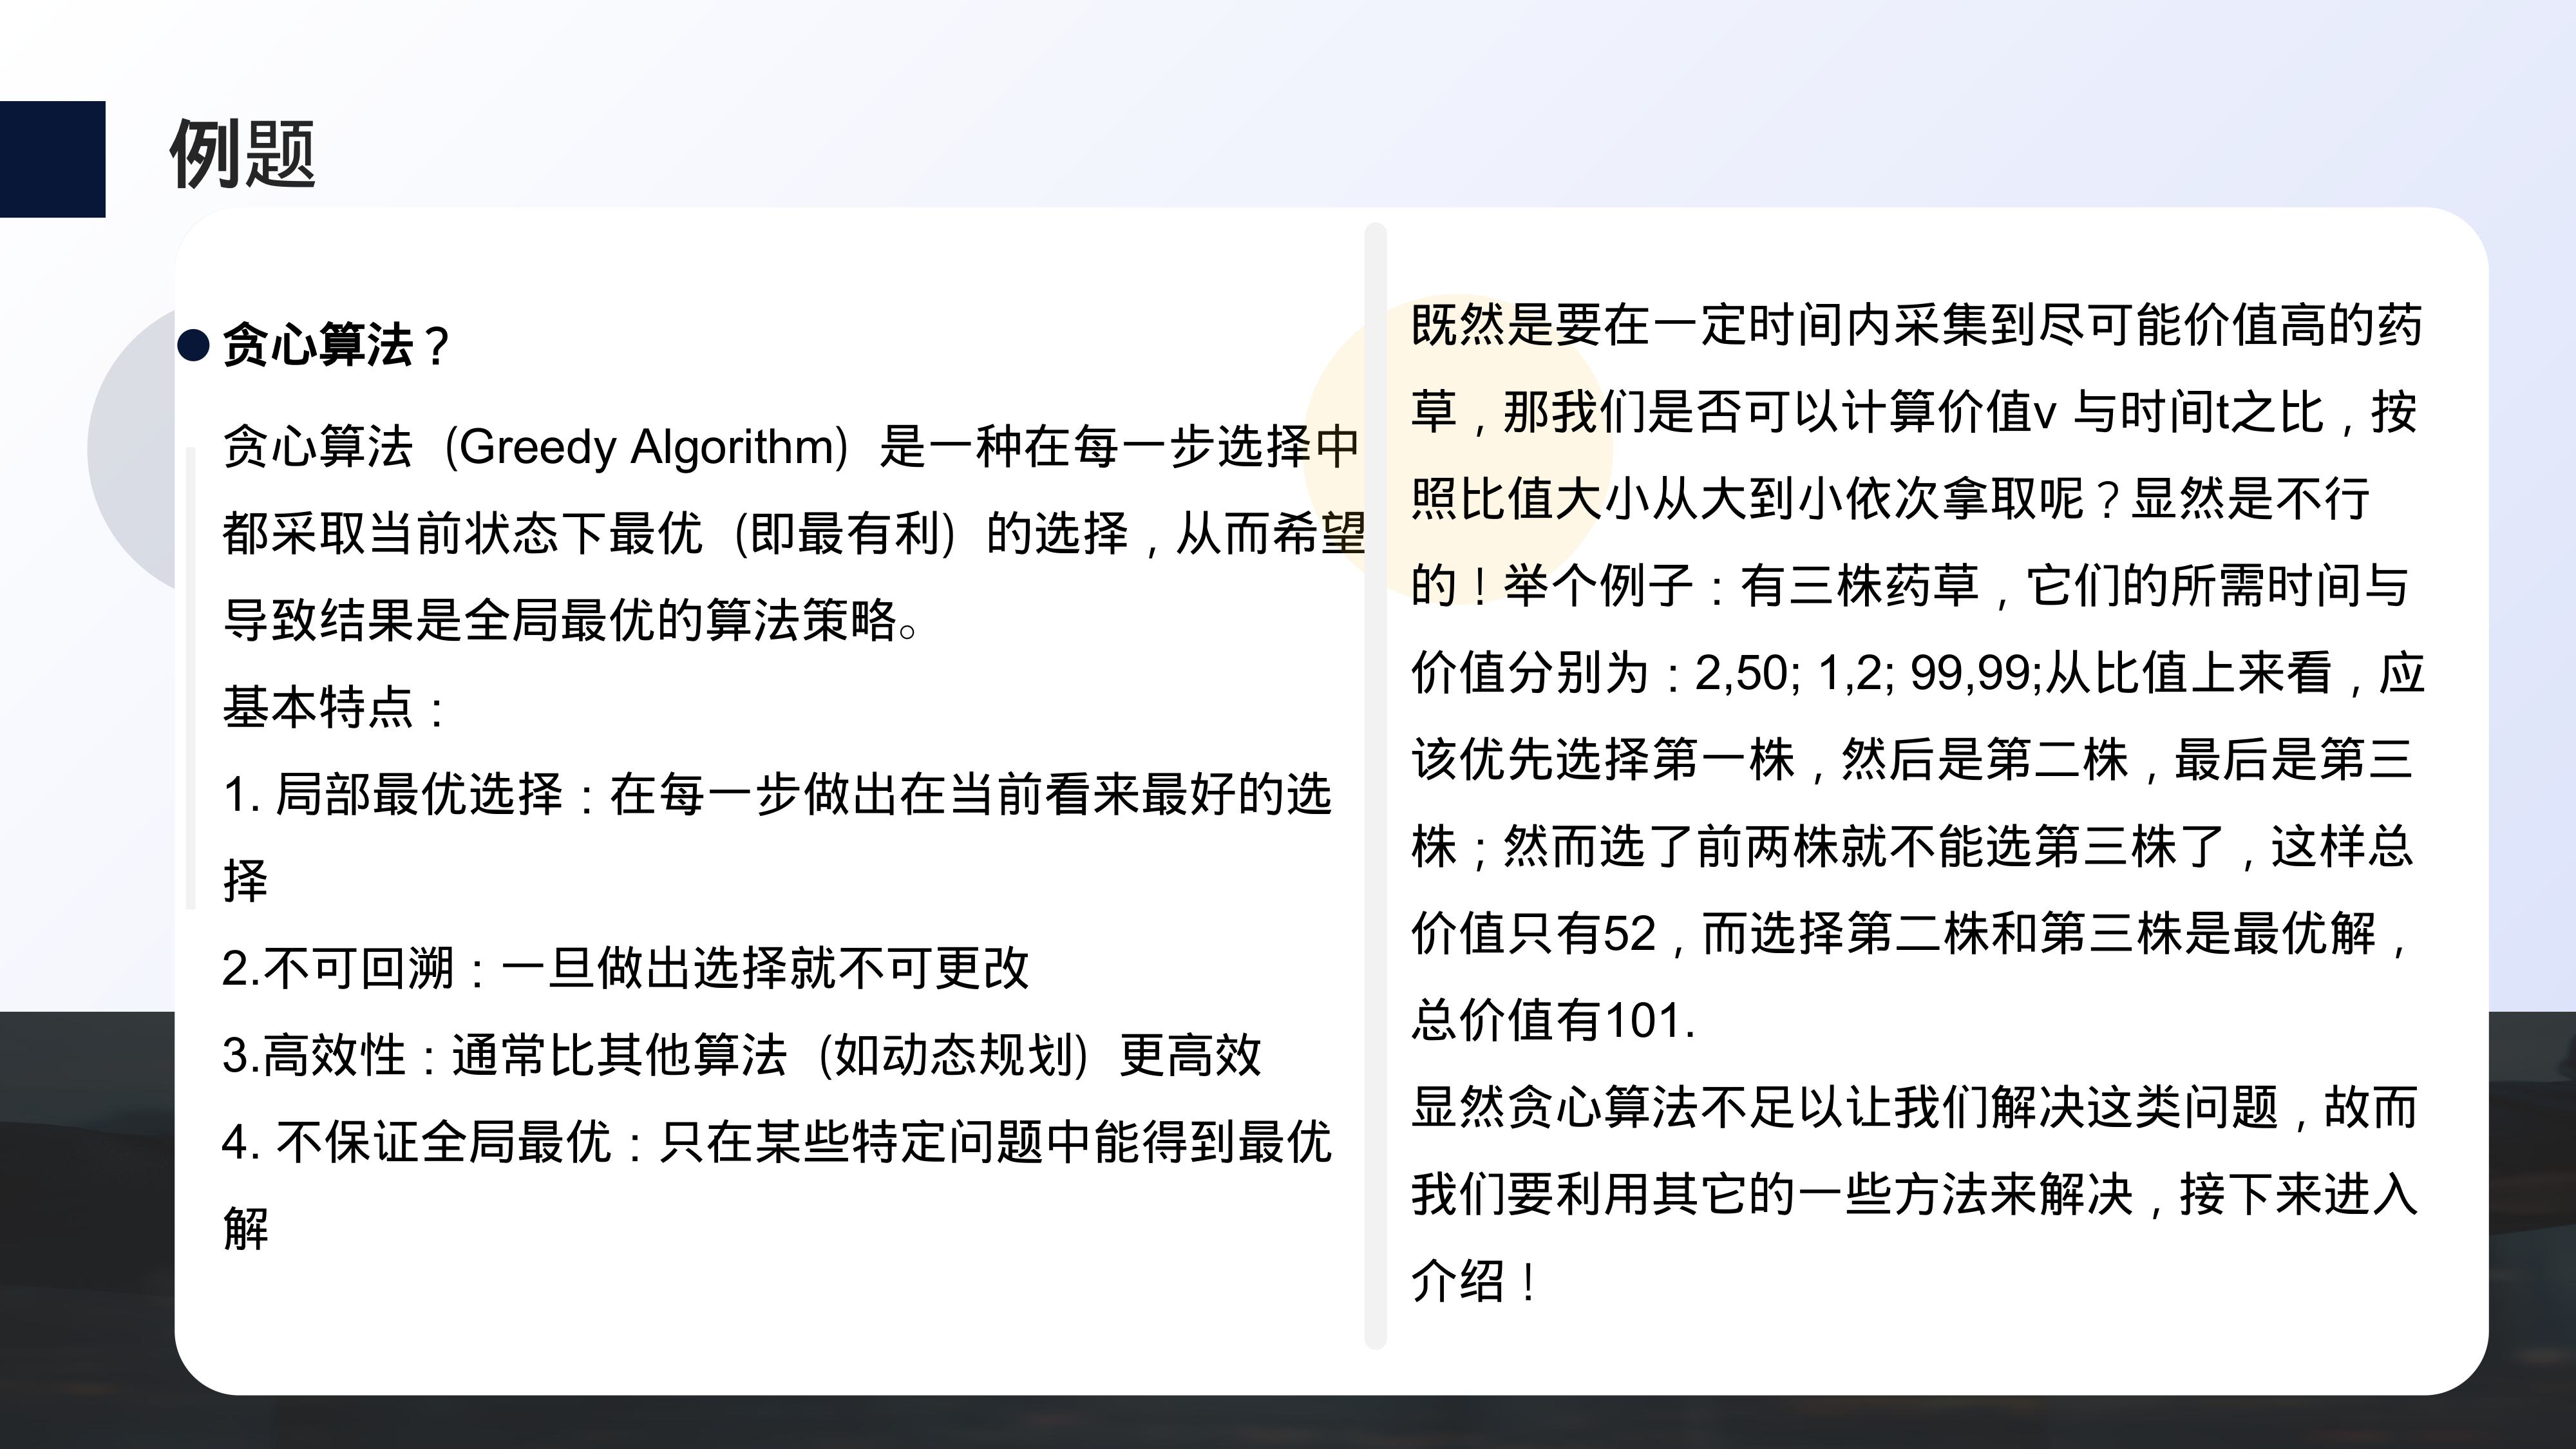 例题
贪心算法？
贪心算法（Greedy Algorithm）是一种在每一步选择中
都采取当前状态下最优（即最有利）的选择，从而希望
导致结果是全局最优的算法策略。
基本特点：
1. 局部最优选择：在每一步做出在当前看来最好的选
择
2.不可回溯：一旦做出选择就不可更改
3.高效性：通常比其他算法（如动态规划）更高效
4. 不保证全局最优：只在某些特定问题中能得到最优
解
既然是要在一定时间内采集到尽可能价值高的药
草，那我们是否可以计算价值v 与时间t之比，按
照比值大小从大到小依次拿取呢？显然是不行
的！举个例子：有三株药草，它们的所需时间与
价值分别为：2,50; 1,2; 99,99;从比值上来看，应
该优先选择第一株，然后是第二株，最后是第三
株；然而选了前两株就不能选第三株了，这样总
价值只有52，而选择第二株和第三株是最优解，
总价值有101.
显然贪心算法不足以让我们解决这类问题，故而
我们要利用其它的一些方法来解决，接下来进入
介绍！